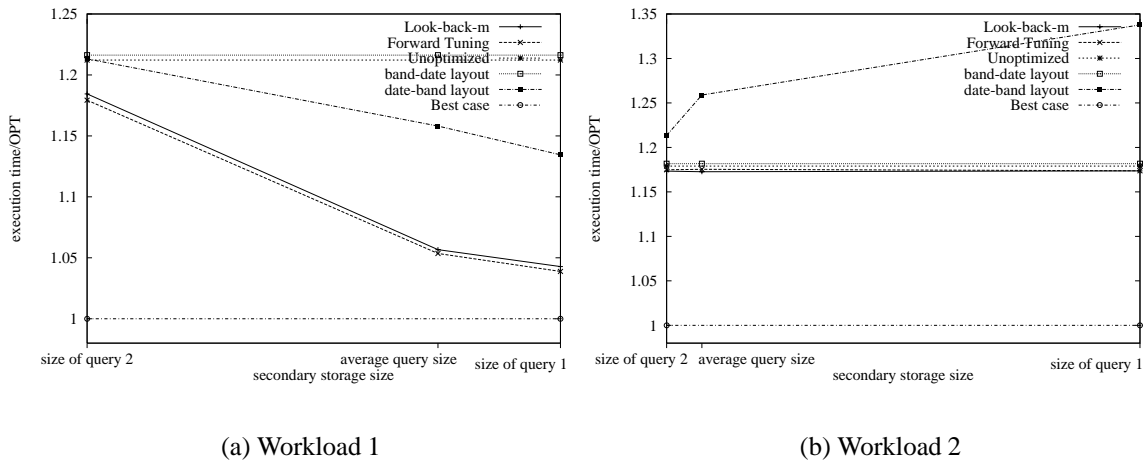 1.25
1.2
1.15
1.1
1.05
1
execution time/OPT
Look-back-m
Forward Tuning
Unoptimized
band-date layout
date-band layout
Best case
size of query 2
average query size
size of query 1
secondary storage size
(a) Workload 1
1.35
1.3
1.25
1.2
1.15
1.1
1.05
1
execution time/OPT
Look-back-m
Forward Tuning
Unoptimized
band-date layout
date-band layout
Best case
size of query 2
average query size
size of query 1
secondary storage size
(b) Workload 2